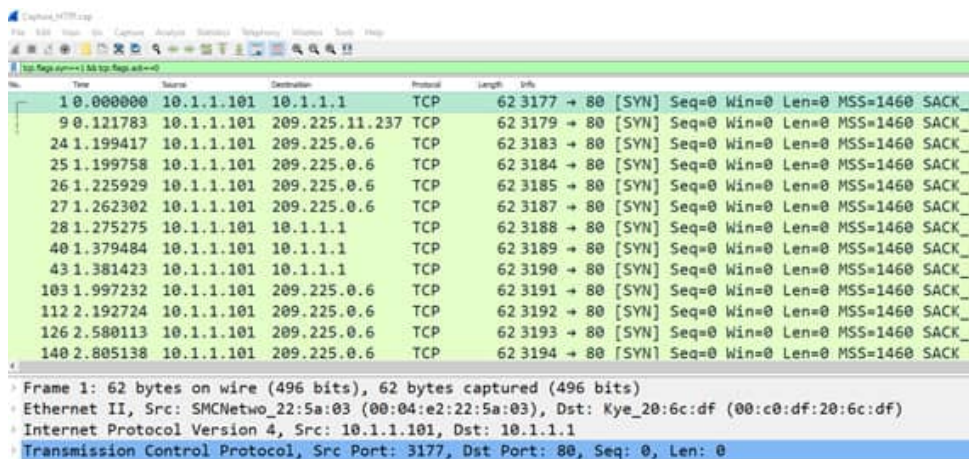 Capture_HTTP.cap
File Edit View Go Capture Analyze Statistics Telephony Wireless Tools Help
tcp.flags.syn==1 && tcp.flags.ack==0
No. Time Source Destination Protocol Length Info
1 0.000000 10.1.1.101 10.1.1.1 TCP 62 3177 → 80 [SYN] Seq=0 Win=0 Len=0 MSS=1460 SACK_
9 0.121783 10.1.1.101 209.225.11.237 TCP 62 3179 → 80 [SYN] Seq=0 Win=0 Len=0 MSS=1460 SACK_
24 1.199417 10.1.1.101 209.225.0.6 TCP 62 3183 → 80 [SYN] Seq=0 Win=0 Len=0 MSS=1460 SACK_
25 1.199758 10.1.1.101 209.225.0.6 TCP 62 3184 → 80 [SYN] Seq=0 Win=0 Len=0 MSS=1460 SACK_
26 1.225929 10.1.1.101 209.225.0.6 TCP 62 3185 → 80 [SYN] Seq=0 Win=0 Len=0 MSS=1460 SACK_
27 1.262302 10.1.1.101 209.225.0.6 TCP 62 3187 → 80 [SYN] Seq=0 Win=0 Len=0 MSS=1460 SACK_
28 1.275275 10.1.1.101 10.1.1.1 TCP 62 3188 → 80 [SYN] Seq=0 Win=0 Len=0 MSS=1460 SACK_
40 1.379484 10.1.1.101 10.1.1.1 TCP 62 3189 → 80 [SYN] Seq=0 Win=0 Len=0 MSS=1460 SACK_
43 1.381423 10.1.1.101 10.1.1.1 TCP 62 3190 → 80 [SYN] Seq=0 Win=0 Len=0 MSS=1460 SACK_
103 1.997232 10.1.1.101 209.225.0.6 TCP 62 3191 → 80 [SYN] Seq=0 Win=0 Len=0 MSS=1460 SACK_
112 2.192724 10.1.1.101 209.225.0.6 TCP 62 3192 → 80 [SYN] Seq=0 Win=0 Len=0 MSS=1460 SACK_
126 2.580113 10.1.1.101 209.225.0.6 TCP 62 3193 → 80 [SYN] Seq=0 Win=0 Len=0 MSS=1460 SACK_
140 2.805138 10.1.1.101 209.225.0.6 TCP 62 3194 → 80 [SYN] Seq=0 Win=0 Len=0 MSS=1460 SACK_
Frame 1: 62 bytes on wire (496 bits), 62 bytes captured (496 bits)
Ethernet II, Src: SMCNetwo_22:5a:03 (00:04:e2:22:5a:03), Dst: Kye_20:6c:df (00:c0:df:20:6c:df)
Internet Protocol Version 4, Src: 10.1.1.101, Dst: 10.1.1.1
Transmission Control Protocol, Src Port: 3177, Dst Port: 80, Seq: 0, Len: 0